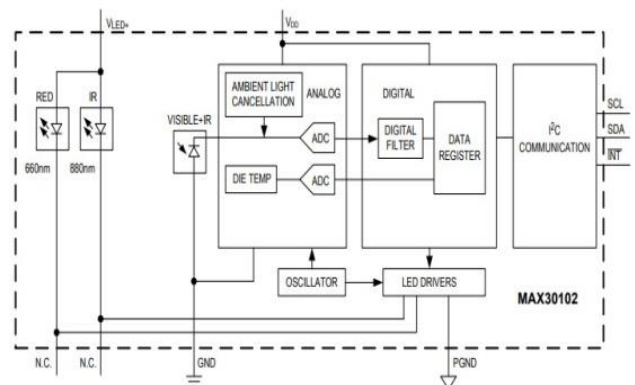 VLED+
VDD
RED
IR
660nm
880nm
VISIBLE+IR
AMBIENT LIGHT
CANCELLATION
ANALOG
ADC
DIE TEMP
ADC
DIGITAL
DIGITAL
FILTER
DATA
REGISTER
I²C
COMMUNICATION
SCL
SDA
INT
OSCILLATOR
LED DRIVERS
MAX30102
N.C.
N.C.
GND
PGND